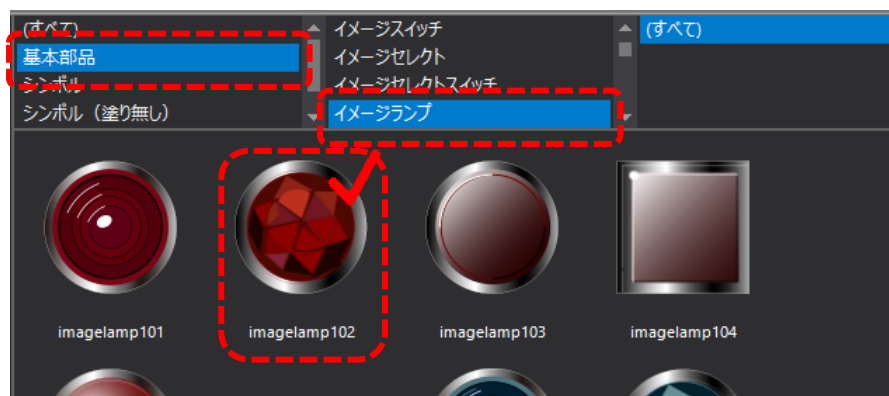 (すべて)
基本部品
シンボル
シンボル（塗り無し）
イメージスイッチ
イメージセレクト
イメージセレクトスイッチ
イメージランプ
(すべて)
imagelamp101
imagelamp102
imagelamp103
imagelamp104